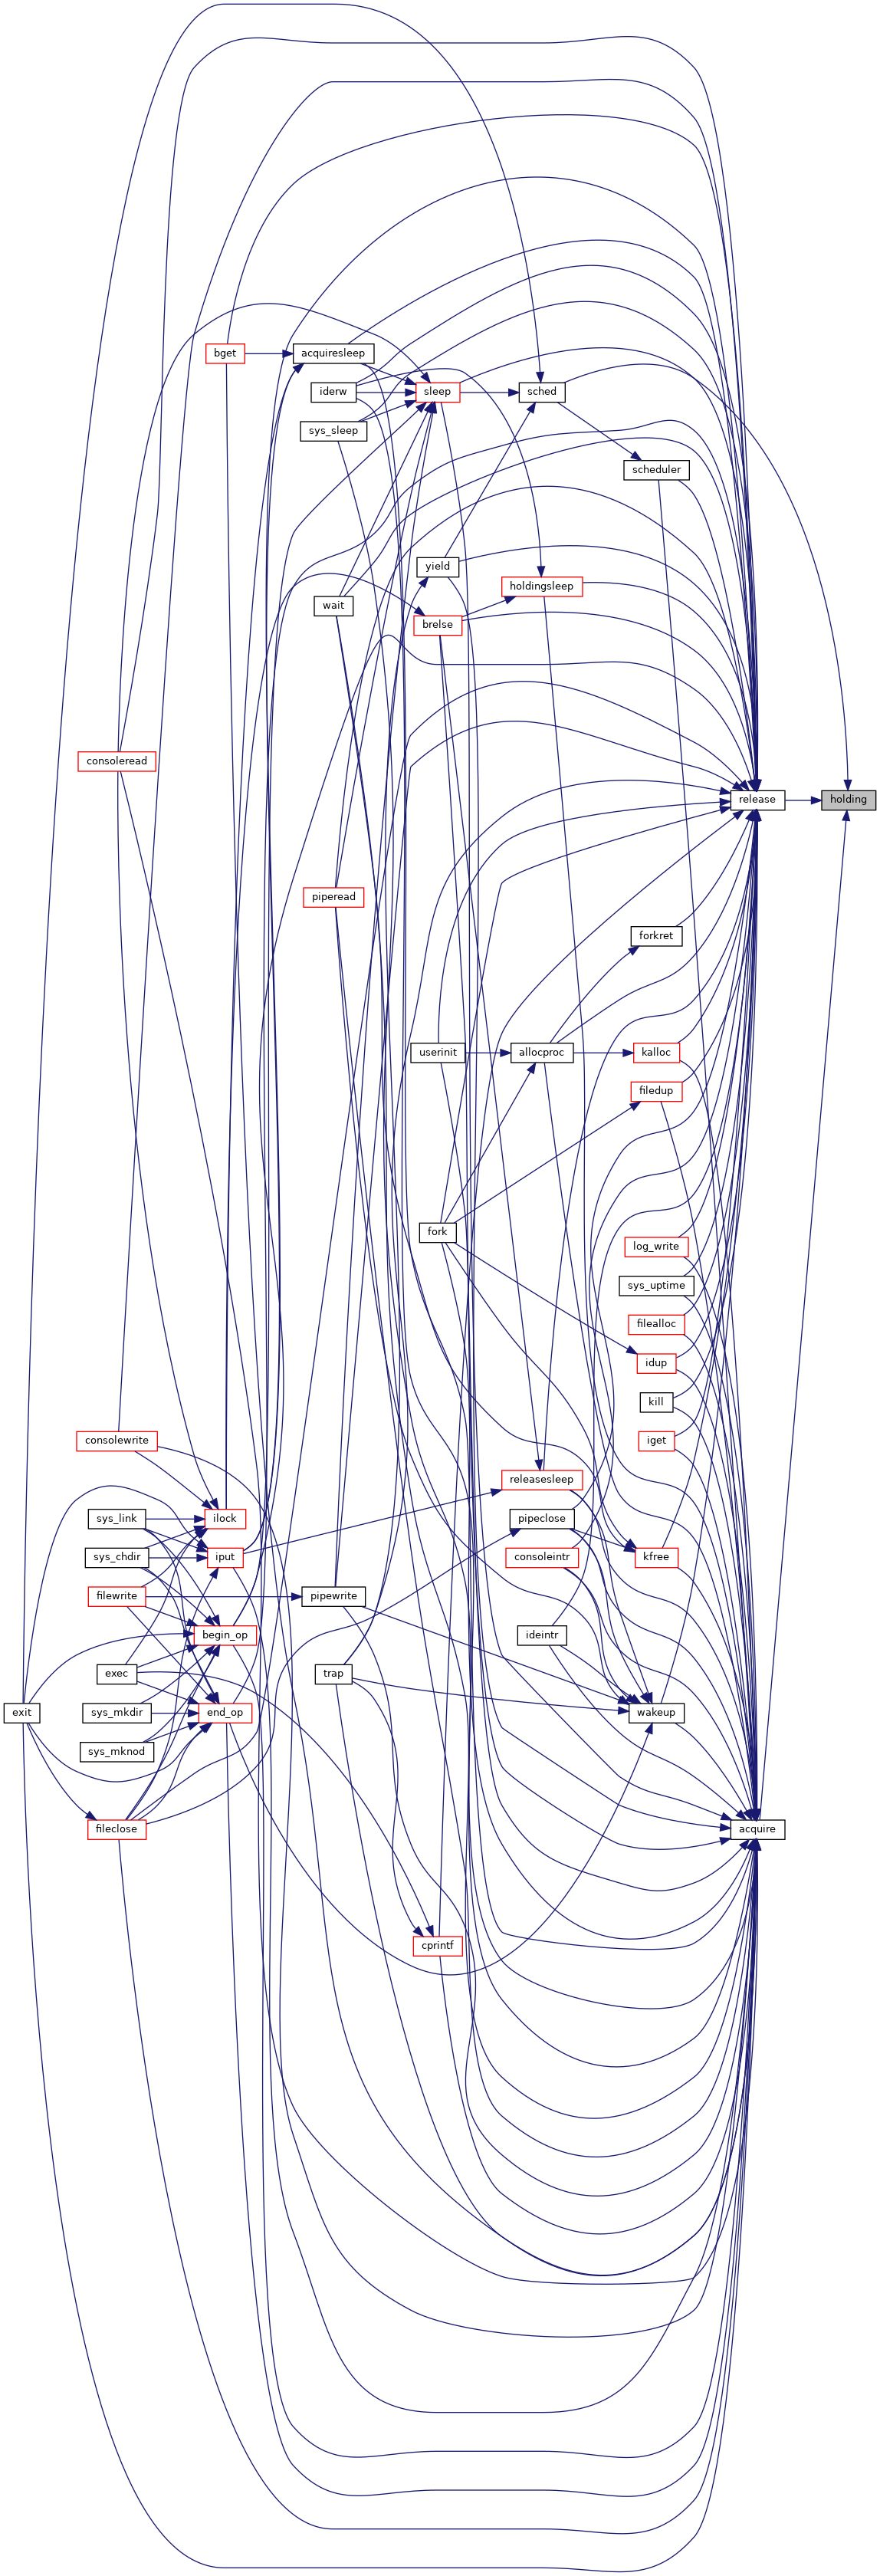 bget
acquiresleep
iderw
sleep
sched
sys_sleep
scheduler
yield
holdingsleep
wait
brelse
consoleread
release
holding
piperead
forkret
userinit
allocproc
kalloc
filedup
fork
log_write
sys_uptime
filealloc
idup
kill
consolewrite
iget
releasesleep
sys_link
ilock
pipeclose
sys_chdir
iput
consoleintr
kfree
filewrite
pipewrite
begin_op
ideintr
exec
trap
exit
sys_mkdir
end_op
wakeup
sys_mknod
fileclose
acquire
cprintf